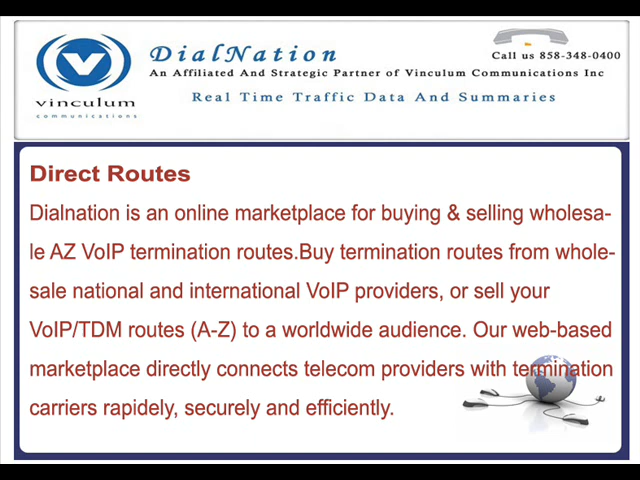 DialNation
Call us 858-348-0400
An Affiliated And Strategic Partner of Vinculum Communications Inc
vinculum
communications
Real Time Traffic Data And Summaries
Direct Routes
Dialnation is an online marketplace for buying & selling wholesa-
le AZ VoIP termination routes.Buy termination routes from whole-
sale national and international VoIP providers, or sell your
VoIP/TDM routes (A-Z) to a worldwide audience. Our web-based
marketplace directly connects telecom providers with termination
carriers rapidly, securely and efficiently.